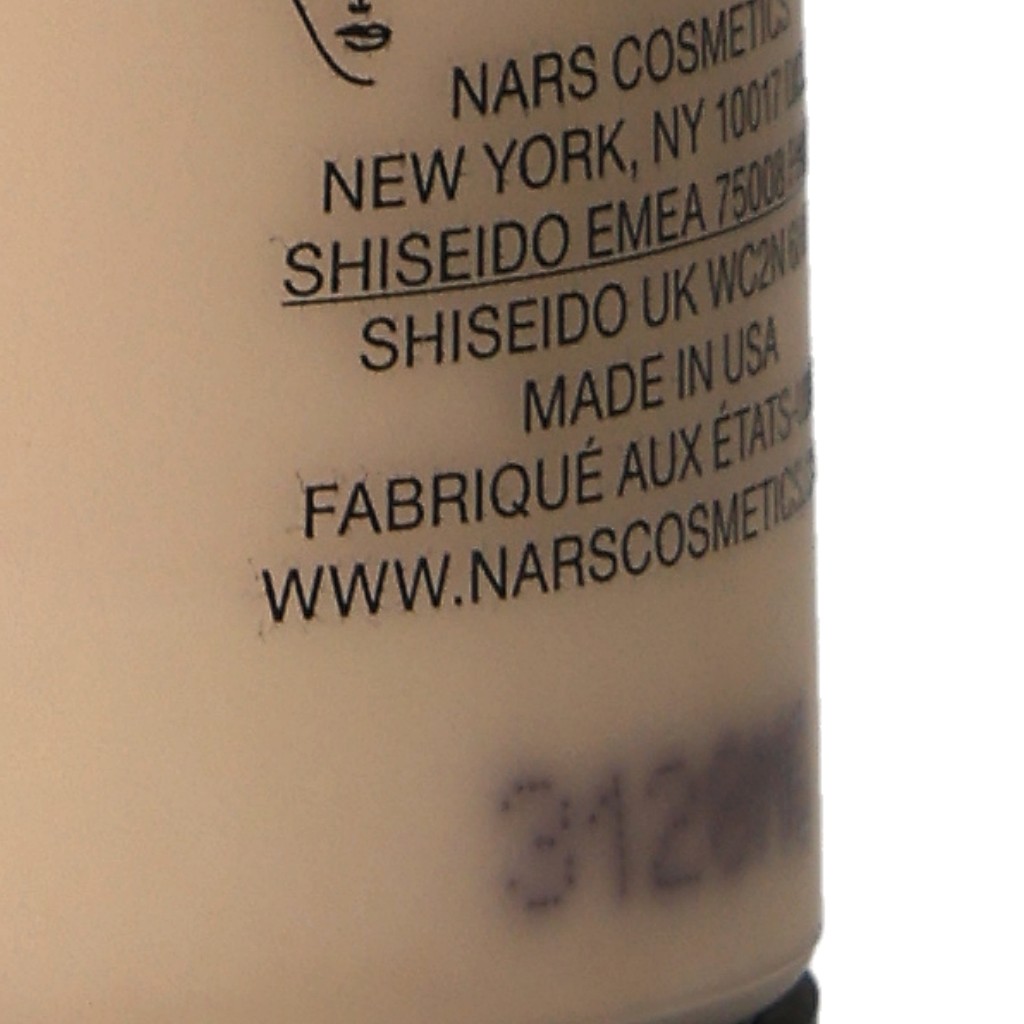 NARS COSMETICS
NEW YORK, NY 10017
SHISEIDO EMEA 75008
SHISEIDO UK WC2N
MADE IN USA
FABRIQUÉ AUX ÉTATS-
WWW.NARSCOSMETICS